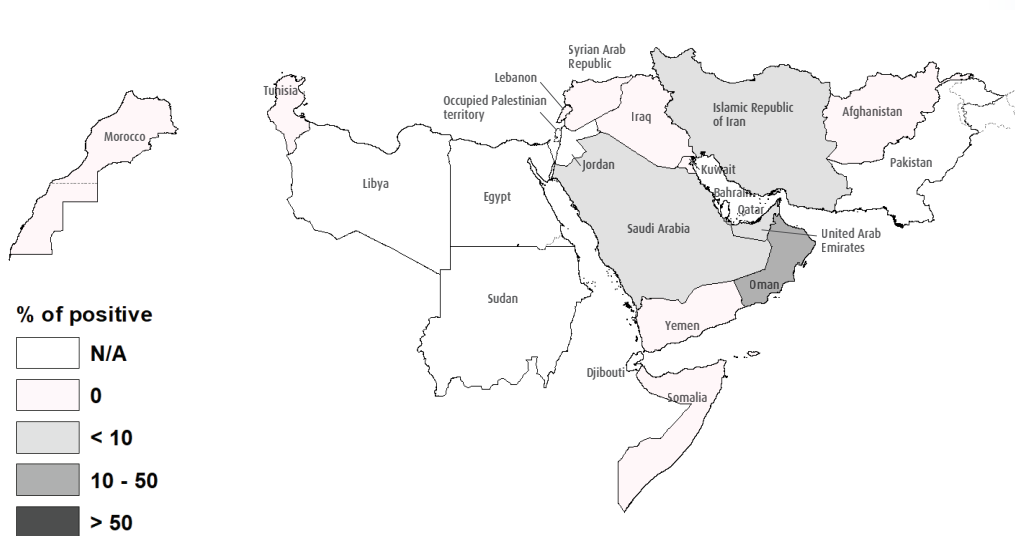 Syrian Arab
Republic
Lebanon
Tunisia
Occupied Palestinian
territory
Islamic Republic
of Iran
Afghanistan
Iraq
Morocco
Pakistan
Jordan
Kuwait
Libya
Egypt
Bahrain
Qatar
Saudi Arabia
United Arab
Emirates
Oman
Sudan
Yemen
Djibouti
Somalia
% of positive
N/A
0
< 10
10 - 50
> 50